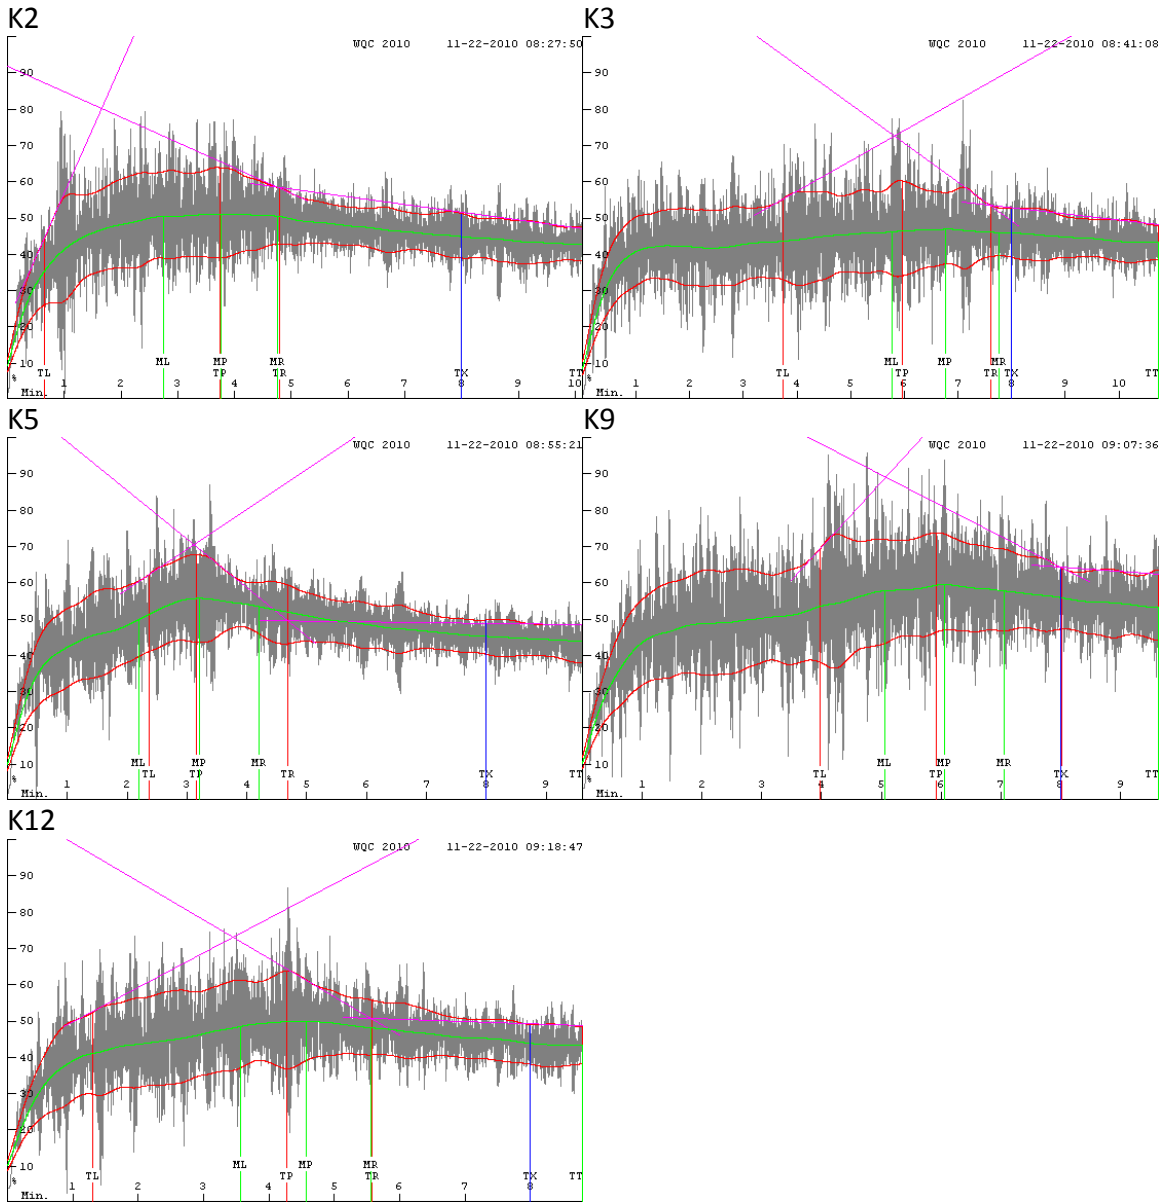 K2
WQC 2010 11-22-2010 08:27:50
90
80
70
60
50
40
30
20
10
ML MP MR
% TL TP TR TX TT
1 2 3 4 5 6 7 8 9 10
Min.
K3
WQC 2010 11-22-2010 08:41:08
90
80
70
60
50
40
30
20
10
ML MP MR
% TL TP TR TX TT
1 2 3 4 5 6 7 8 9 10
Min.
K5
WQC 2010 11-22-2010 08:55:21
90
80
70
60
50
40
30
20
10
ML MP MR
% TL TP TR TX TT
1 2 3 4 5 6 7 8 9
Min.
K9
WQC 2010 11-22-2010 09:07:36
90
80
70
60
50
40
30
20
10
ML MP MR
% TL TP TX TT
1 2 3 4 5 6 7 8 9
Min.
K12
WQC 2010 11-22-2010 09:18:47
90
80
70
60
50
40
30
20
10
ML MP MR
% TL TP TR TX TT
1 2 3 4 5 6 7 8
Min.